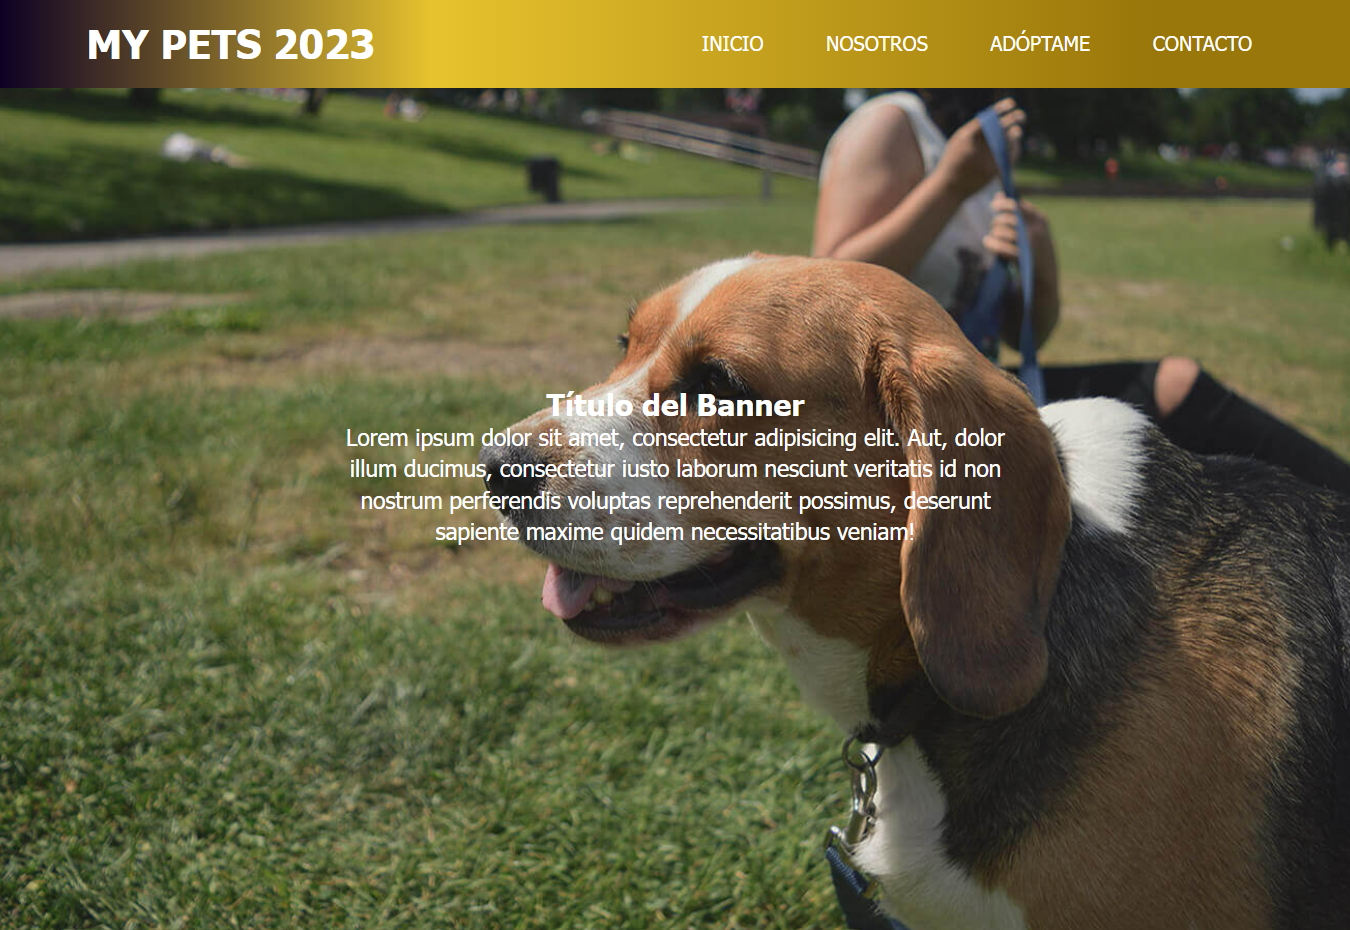 MY PETS 2023
INICIO NOSOTROS ADÓPTAME CONTACTO
Título del Banner
Lorem ipsum dolor sit amet, consectetur adipisicing elit. Aut, dolor
illum ducimus, consectetur iusto laborum nesciunt veritatis id non
nostrum perferendis voluptas reprehenderit possimus, deserunt
sapiente maxime quidem necessitatibus veniam!